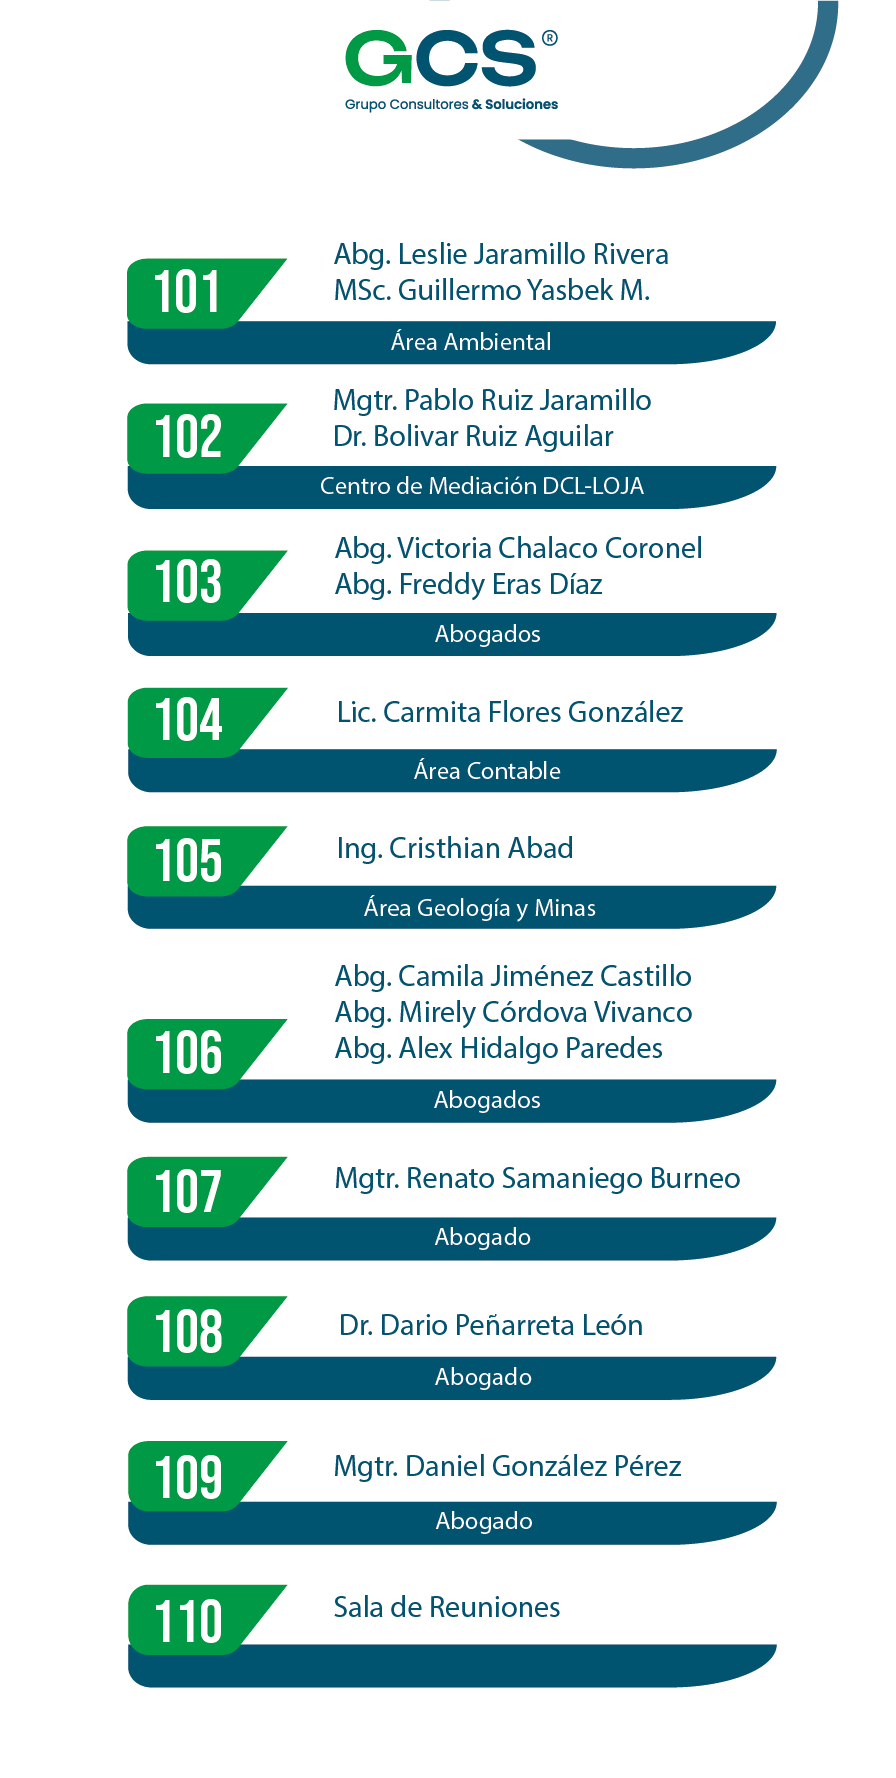 GCS®
Grupo Consultores & Soluciones
101
Abg. Leslie Jaramillo Rivera
MSc. Guillermo Yasbek M.
Área Ambiental
102
Mgtr. Pablo Ruiz Jaramillo
Dr. Bolivar Ruiz Aguilar
Centro de Mediación DCL-LOJA
103
Abg. Victoria Chalaco Coronel
Abg. Freddy Eras Díaz
Abogados
104
Lic. Carmita Flores González
Área Contable
105
Ing. Cristhian Abad
Área Geología y Minas
106
Abg. Camila Jiménez Castillo
Abg. Mirely Córdova Vivanco
Abg. Alex Hidalgo Paredes
Abogados
107
Mgtr. Renato Samaniego Burneo
Abogado
108
Dr. Dario Peñarreta León
Abogado
109
Mgtr. Daniel González Pérez
Abogado
110
Sala de Reuniones